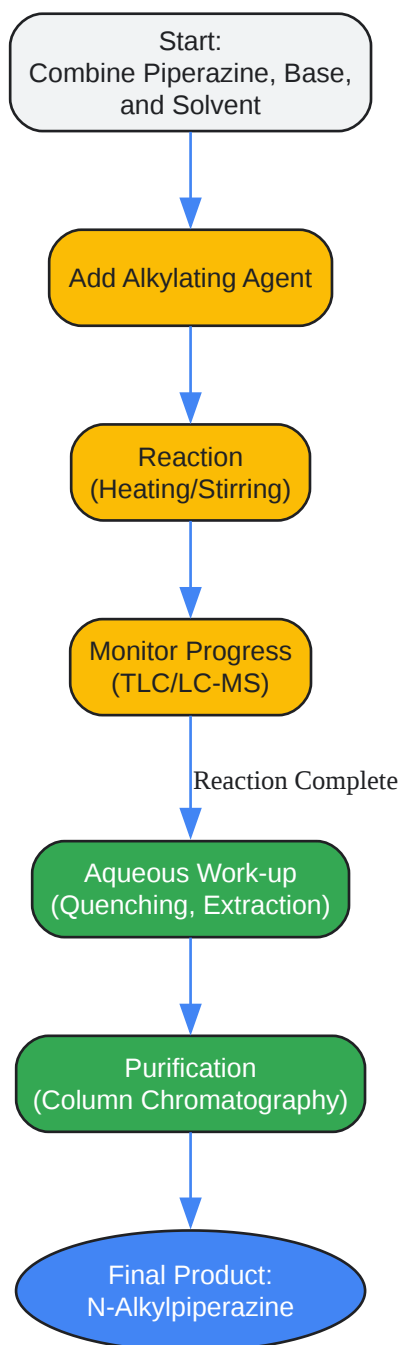 Start:
Combine Piperazine, Base,
and Solvent
Add Alkylating Agent
Reaction
(Heating/Stirring)
Monitor Progress
(TLC/LC-MS)
Reaction Complete
Aqueous Work-up
(Quenching, Extraction)
Purification
(Column Chromatography)
Final Product:
N-Alkylpiperazine